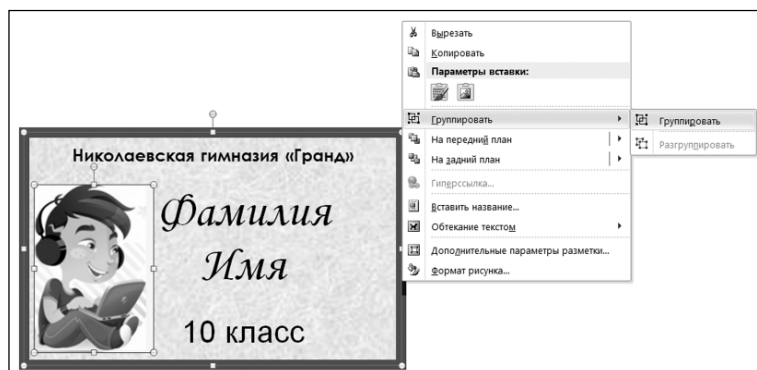 Николаевская гимназия «Гранд»
Фамилия
Имя
10 класс
Вырезать
Копировать
Параметры вставки:
Группировать
На передний план
На задний план
Гиперссылка...
Вставить название...
Обтекание текстом
Дополнительные параметры разметки...
Формат рисунка...
Группировать
Разгруппировать